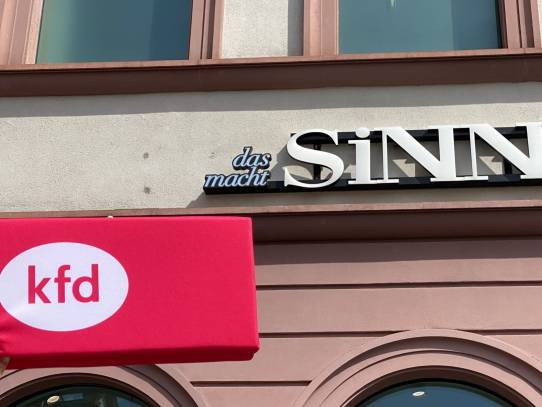 das
macht SiNN
kfd